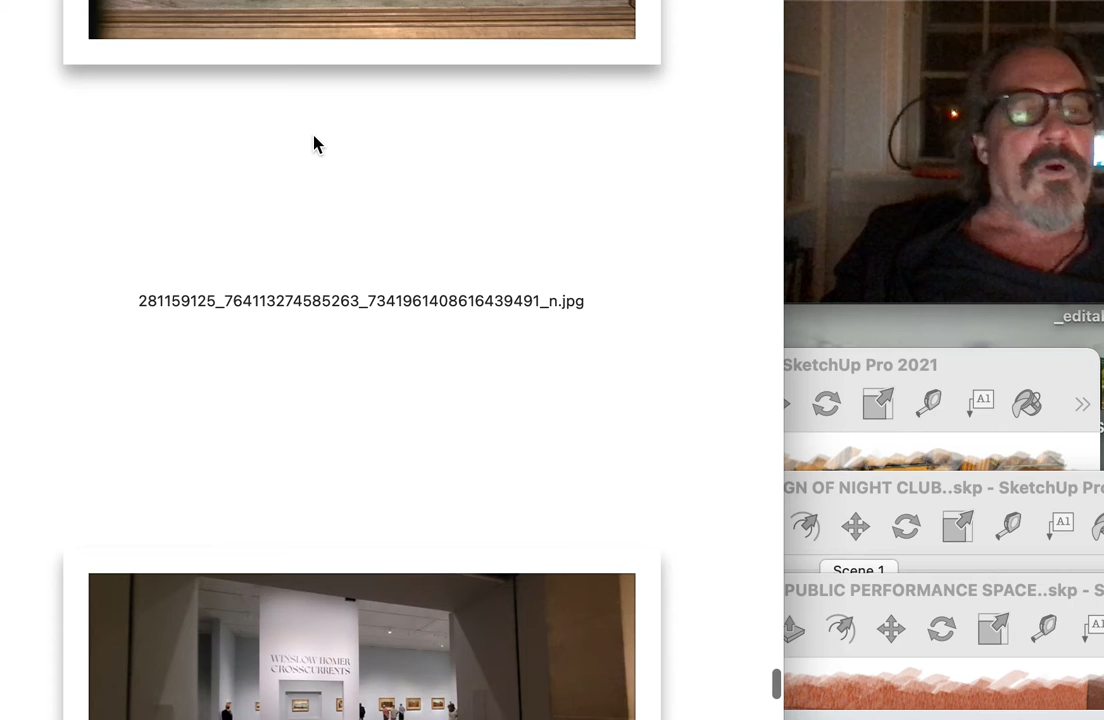 281159125_764113274585263_7341961408616439491_n.jpg
WINSLOW HOMER
CROSSCURRENTS
_edita
SketchUp Pro 2021
A1
GN OF NIGHT CLUB..skp - SketchUp Pro
A1
Scene 1
PUBLIC PERFORMANCE SPACE..skp - S
A1